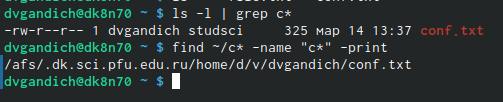 dvgandich@dk8n70 ~ $ ls -l | grep c*
-rw-r--r-- 1 dvgandich studsci    325 мар 14 13:37 conf.txt
dvgandich@dk8n70 ~ $ find ~/c* -name "c*" -print
/afs/.dk.sci.pfu.edu.ru/home/d/v/dvgandich/conf.txt
dvgandich@dk8n70 ~ $